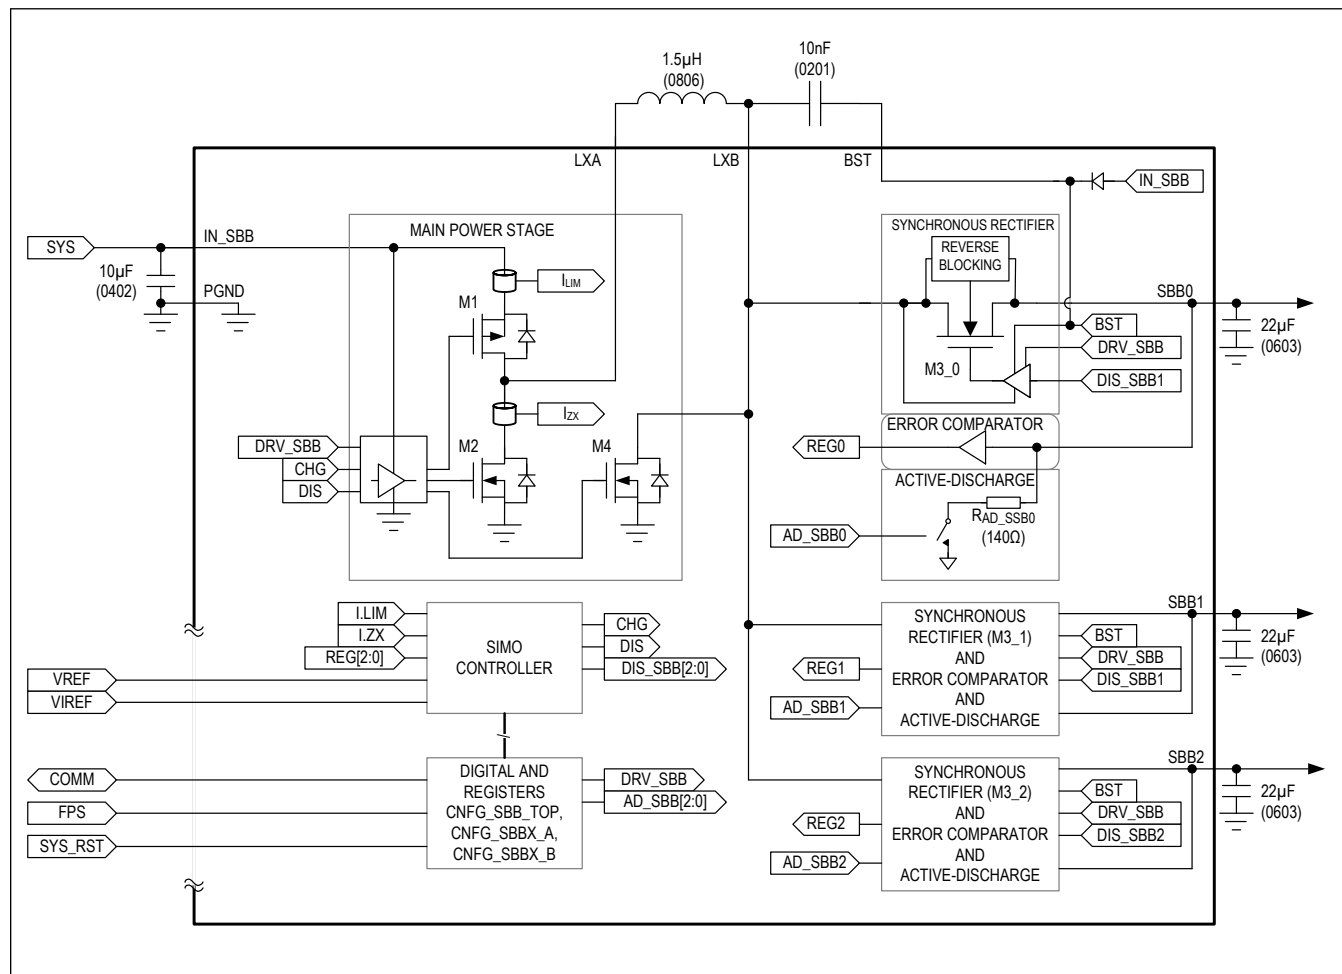 1.5µH
(0806)
10nF
(0201)
LXA
LXB
BST
IN_SBB
SYS
IN_SBB
10µF
(0402)
PGND
MAIN POWER STAGE
ILIM
M1
IZX
M2
M4
DRV_SBB
CHG
DIS
SYNCHRONOUS RECTIFIER
REVERSE
BLOCKING
SBB0
BST
DRV_SBB
M3_0
DIS_SBB1
22µF
(0603)
ERROR COMPARATOR
REG0
ACTIVE-DISCHARGE
RAD_SSB0
(140Ω)
AD_SBB0
I.LIM
I.ZX
REG[2:0]
VREF
VIREF
SIMO
CONTROLLER
CHG
DIS
DIS_SBB[2:0]
SYNCHRONOUS
RECTIFIER (M3_1)
AND
ERROR COMPARATOR
AND
ACTIVE-DISCHARGE
REG1
AD_SBB1
SBB1
BST
DRV_SBB
DIS_SBB1
22µF
(0603)
COMM
FPS
SYS_RST
DIGITAL AND
REGISTERS
CNFG_SBB_TOP,
CNFG_SBBX_A,
CNFG_SBBX_B
DRV_SBB
AD_SBB[2:0]
SYNCHRONOUS
RECTIFIER (M3_2)
AND
ERROR COMPARATOR
AND
ACTIVE-DISCHARGE
REG2
AD_SBB2
SBB2
BST
DRV_SBB
DIS_SBB2
22µF
(0603)